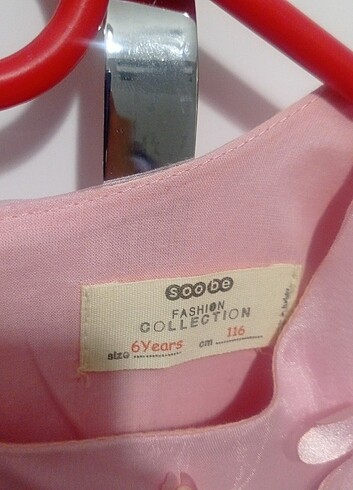 soobe
FASHION
COLLECTION
size 6Years cm 116